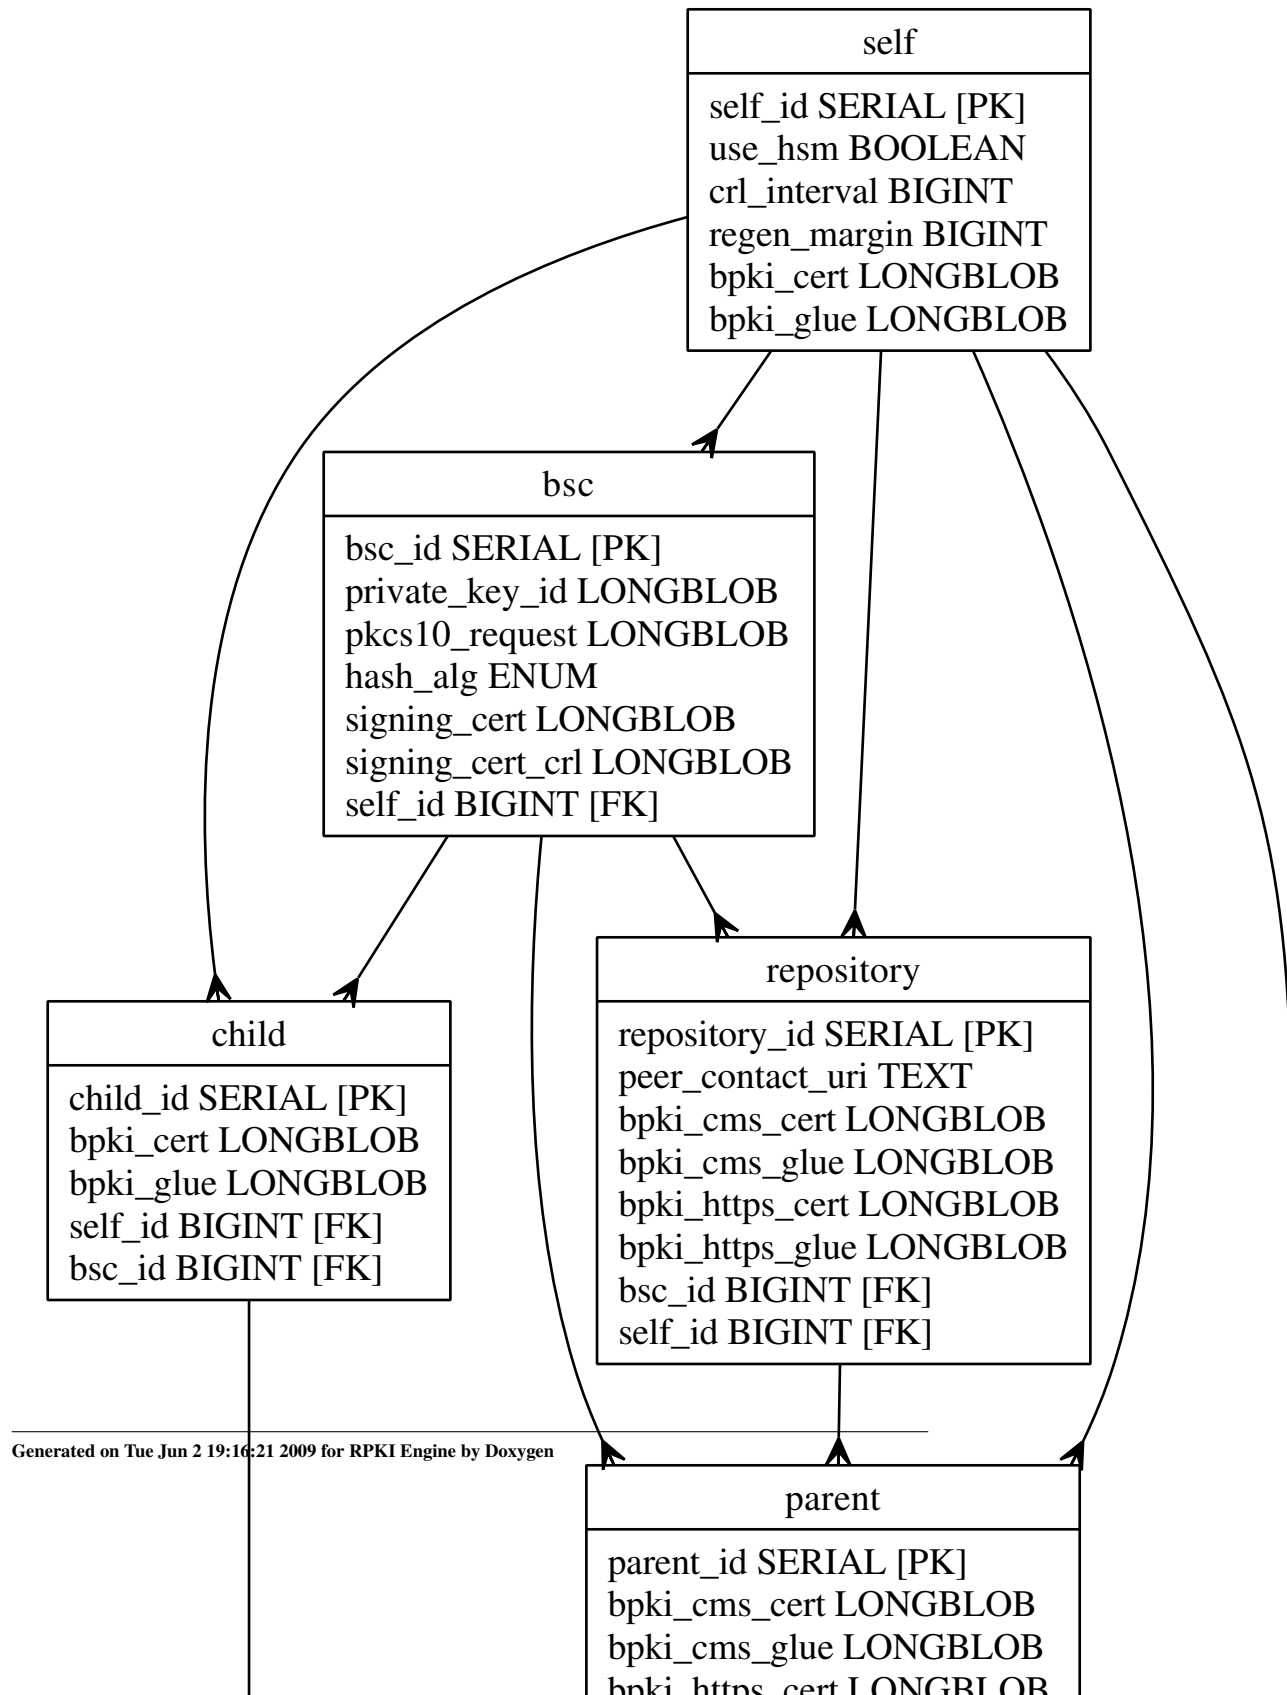 self
self_id SERIAL [PK]
use_hsm BOOLEAN
crl_interval BIGINT
regen_margin BIGINT
bpki_cert LONGBLOB
bpki_glue LONGBLOB
bsc
bsc_id SERIAL [PK]
private_key_id LONGBLOB
pkcs10_request LONGBLOB
hash_alg ENUM
signing_cert LONGBLOB
signing_cert_crl LONGBLOB
self_id BIGINT [FK]
repository
repository_id SERIAL [PK]
peer_contact_uri TEXT
bpki_cms_cert LONGBLOB
bpki_cms_glue LONGBLOB
bpki_https_cert LONGBLOB
bpki_https_glue LONGBLOB
bsc_id BIGINT [FK]
self_id BIGINT [FK]
child
child_id SERIAL [PK]
bpki_cert LONGBLOB
bpki_glue LONGBLOB
self_id BIGINT [FK]
bsc_id BIGINT [FK]
Generated on Tue Jun 2 19:16:21 2009 for RPKI Engine by Doxygen
parent
parent_id SERIAL [PK]
bpki_cms_cert LONGBLOB
bpki_cms_glue LONGBLOB
bpki_https_cert LONGBLOB